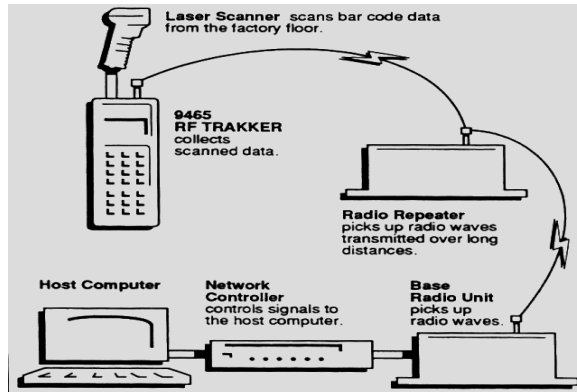 Laser Scanner scans bar code data
from the factory floor.
9465
RF TRAKKER
collects
scanned data.
Radio Repeater
picks up radio waves
transmitted over long
distances.
Host Computer
Network
Controller
controls signals to
the host computer.
Base
Radio Unit
picks up
radio waves.